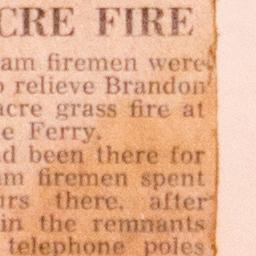 CRE FIRE
am firemen were
o relieve Brandon
acre grass fire at
e Ferry.
d been there for
am firemen spent
urs there, after
in the remnants
telephone poles